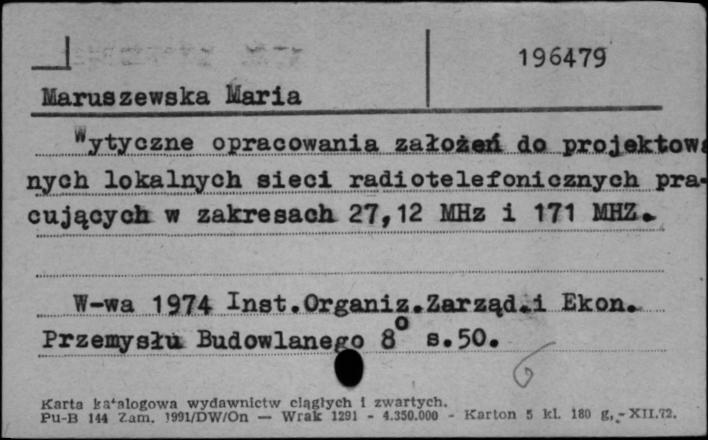 196479
Maruszewska Maria
Wytyczne opracowania założeń do projektowa
nych lokalnych sieci radiotelefonicznych pra-
cujących w zakresach 27,12 MHz i 171 MHZ.
W-wa 1974 Inst.Organiz.Zarząd.i Ekon.
Przemysłu Budowlanego 8° s.50.
6
Karta katalogowa wydawnictw ciągłych i zwartych.
Pu-B 144 Zam. 1991/DW/On — Wrak 1291 - 4.350.000 - Karton 5 kl. 180 g, - XII.72.